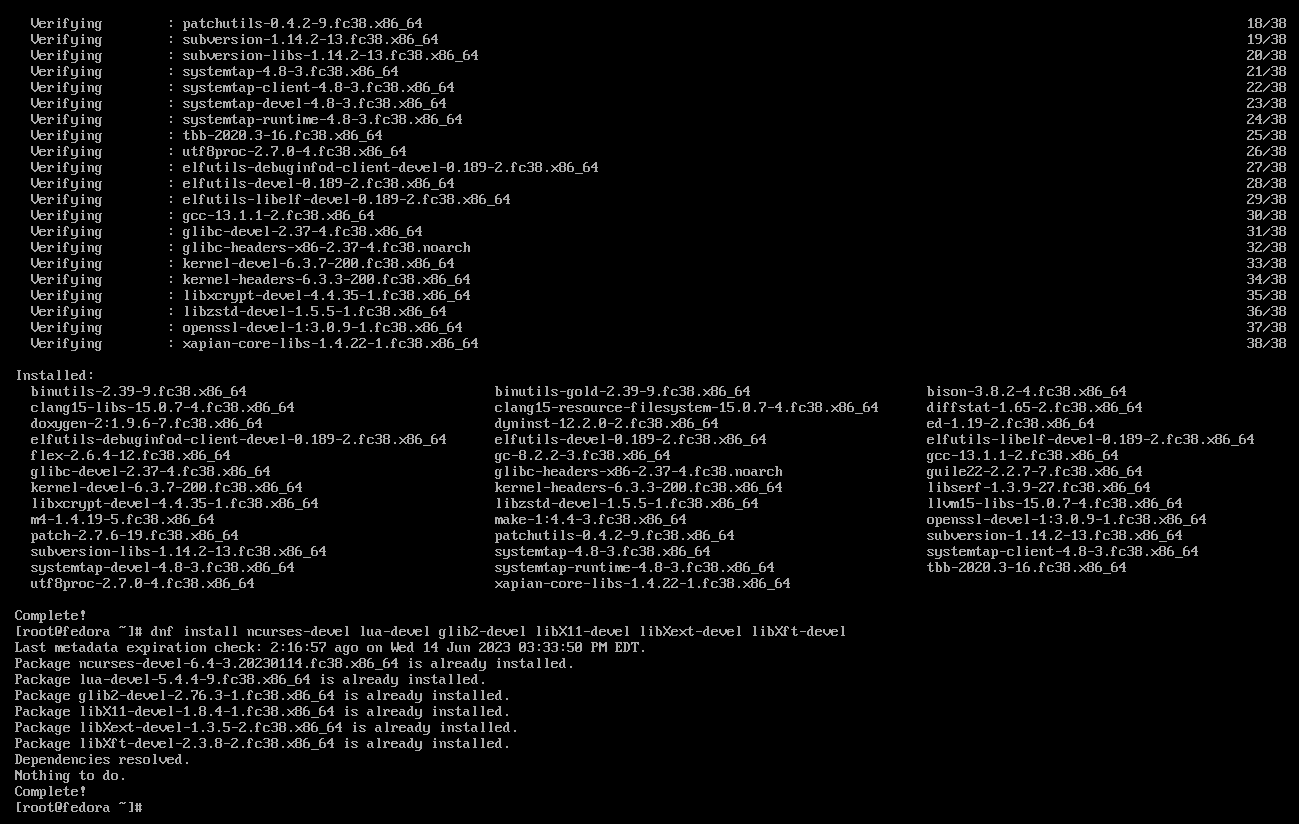 Verifying : patchutils-0.4.2-9.fc38.x86_64 18/38
Verifying : subversion-1.14.2-13.fc38.x86_64 19/38
Verifying : subversion-libs-1.14.2-13.fc38.x86_64 20/38
Verifying : systemtap-4.8-3.fc38.x86_64 21/38
Verifying : systemtap-client-4.8-3.fc38.x86_64 22/38
Verifying : systemtap-devel-4.8-3.fc38.x86_64 23/38
Verifying : systemtap-runtime-4.8-3.fc38.x86_64 24/38
Verifying : tbb-2020.3-16.fc38.x86_64 25/38
Verifying : utf8proc-2.7.0-4.fc38.x86_64 26/38
Verifying : elfutils-debuginfod-client-devel-0.189-2.fc38.x86_64 27/38
Verifying : elfutils-devel-0.189-2.fc38.x86_64 28/38
Verifying : elfutils-libelf-devel-0.189-2.fc38.x86_64 29/38
Verifying : gcc-13.1.1-2.fc38.x86_64 30/38
Verifying : glibc-devel-2.37-4.fc38.x86_64 31/38
Verifying : glibc-headers-x86-2.37-4.fc38.noarch 32/38
Verifying : kernel-devel-6.3.7-200.fc38.x86_64 33/38
Verifying : kernel-headers-6.3.3-200.fc38.x86_64 34/38
Verifying : libxcrypt-devel-4.4.35-1.fc38.x86_64 35/38
Verifying : libzstd-devel-1.5.5-1.fc38.x86_64 36/38
Verifying : openssl-devel-1:3.0.9-1.fc38.x86_64 37/38
Verifying : xapian-core-libs-1.4.22-1.fc38.x86_64 38/38
Installed:
binutils-2.39-9.fc38.x86_64 binutils-gold-2.39-9.fc38.x86_64 bison-3.8.2-4.fc38.x86_64
clang15-libs-15.0.7-4.fc38.x86_64 clang15-resource-filesystem-15.0.7-4.fc38.x86_64 diffstat-1.65-2.fc38.x86_64
doxygen-2:1.9.6-7.fc38.x86_64 dyninst-12.2.0-2.fc38.x86_64 ed-1.19-2.fc38.x86_64
elfutils-debuginfod-client-devel-0.189-2.fc38.x86_64 elfutils-devel-0.189-2.fc38.x86_64 elfutils-libelf-devel-0.189-2.fc38.x86_64
flex-2.6.4-12.fc38.x86_64 gc-8.2.2-3.fc38.x86_64 gcc-13.1.1-2.fc38.x86_64
glibc-devel-2.37-4.fc38.x86_64 glibc-headers-x86-2.37-4.fc38.noarch guile22-2.2.7-7.fc38.x86_64
kernel-devel-6.3.7-200.fc38.x86_64 kernel-headers-6.3.3-200.fc38.x86_64 libserf-1.3.9-27.fc38.x86_64
libxcrypt-devel-4.4.35-1.fc38.x86_64 libzstd-devel-1.5.5-1.fc38.x86_64 llvm15-libs-15.0.7-4.fc38.x86_64
m4-1.4.19-5.fc38.x86_64 make-1:4.4-3.fc38.x86_64 openssl-devel-1:3.0.9-1.fc38.x86_64
patch-2.7.6-19.fc38.x86_64 patchutils-0.4.2-9.fc38.x86_64 subversion-1.14.2-13.fc38.x86_64
subversion-libs-1.14.2-13.fc38.x86_64 systemtap-4.8-3.fc38.x86_64 systemtap-client-4.8-3.fc38.x86_64
systemtap-devel-4.8-3.fc38.x86_64 systemtap-runtime-4.8-3.fc38.x86_64 tbb-2020.3-16.fc38.x86_64
utf8proc-2.7.0-4.fc38.x86_64 xapian-core-libs-1.4.22-1.fc38.x86_64
Complete!
[root@fedora ~]# dnf install ncurses-devel lua-devel glib2-devel libX11-devel libXext-devel libXft-devel
Last metadata expiration check: 2:16:57 ago on Wed 14 Jun 2023 03:33:50 PM EDT.
Package ncurses-devel-6.4-3.20230114.fc38.x86_64 is already installed.
Package lua-devel-5.4.4-9.fc38.x86_64 is already installed.
Package glib2-devel-2.76.3-1.fc38.x86_64 is already installed.
Package libX11-devel-1.8.4-1.fc38.x86_64 is already installed.
Package libXext-devel-1.3.5-2.fc38.x86_64 is already installed.
Package libXft-devel-2.3.8-2.fc38.x86_64 is already installed.
Dependencies resolved.
Nothing to do.
Complete!
[root@fedora ~]#